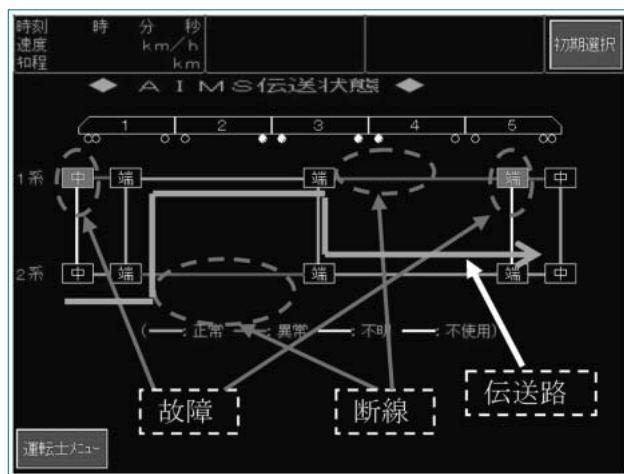 時刻 時 分 秒
速度 km/h
キロ程 km
初期選択
◆ AIMS伝送状態 ◆
1 2 3 4 5
1系 中 端 端 端 中
2系 中 端 端 端 中
(━:正常 ━:異常 ━:不明 ━:不使用)
故障 断線 伝送路
運転士メニュー